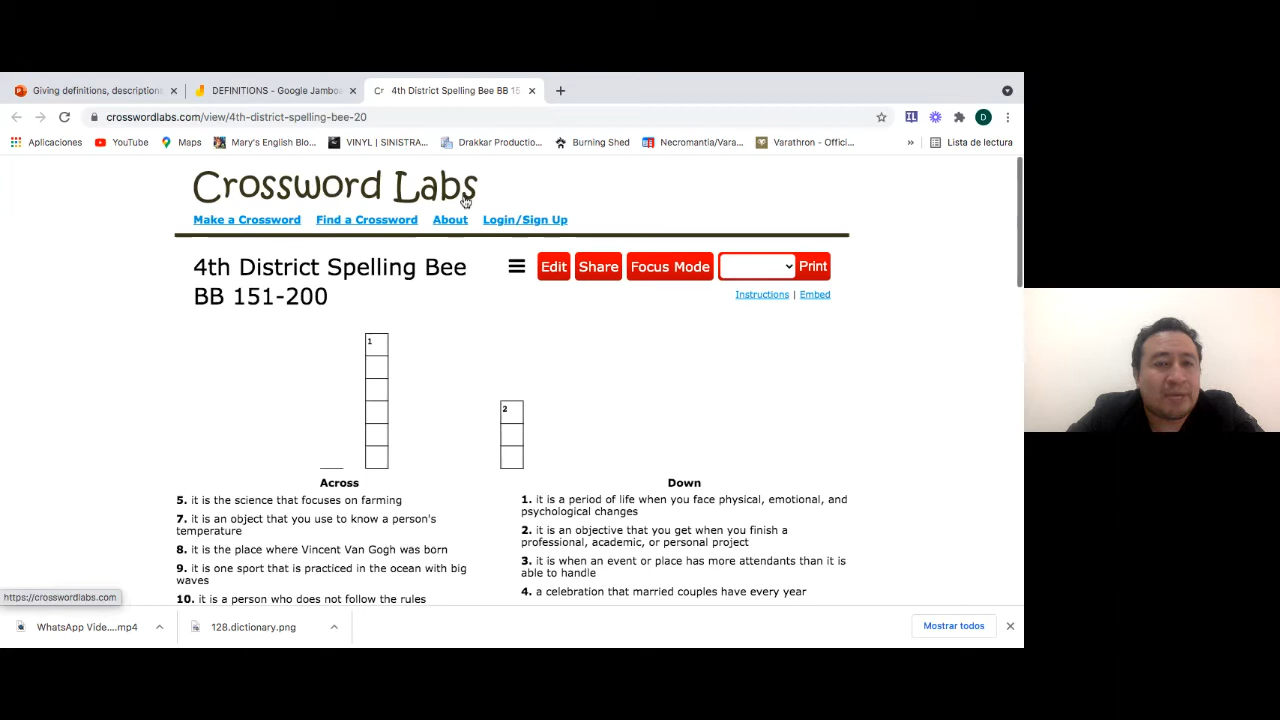 Giving definitions, description
DEFINITIONS - Google Jamboa
Cr 4th District Spelling Bee BB 15
crosswordlabs.com/view/4th-district-spelling-bee-20
IL
D
Aplicaciones YouTube Maps Mary's English Blo... VINYL | SINISTRA... Drakkar Productio... Burning Shed Necromantia/Vara... Varathron - Offici... » Lista de lectura
Crossword Labs
Make a Crossword Find a Crossword About Login/Sign Up
4th District Spelling Bee
BB 151-200
Edit Share Focus Mode Print
Instructions | Embed
1
2
Across
5. it is the science that focuses on farming
7. it is an object that you use to know a person's
temperature
8. it is the place where Vincent Van Gogh was born
9. it is one sport that is practiced in the ocean with big
waves
10. it is a person who does not follow the rules
Down
1. it is a period of life when you face physical, emotional, and
psychological changes
2. it is an objective that you get when you finish a
professional, academic, or personal project
3. it is when an event or place has more attendants than it is
able to handle
4. a celebration that married couples have every year
https://crosswordlabs.com
WhatsApp Vide....mp4
128.dictionary.png
Mostrar todos